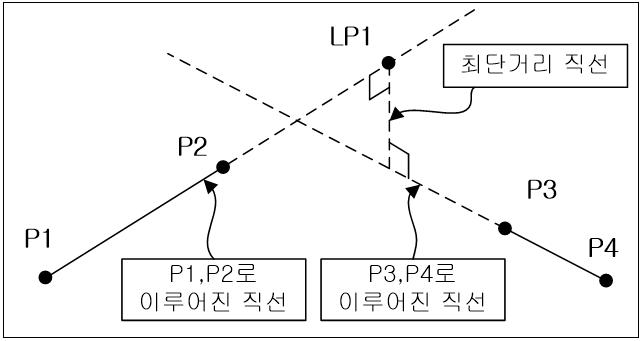 LP1
최단거리 직선
P2
P3
P1
P4
P1,P2로
이루어진 직선
P3,P4로
이루어진 직선